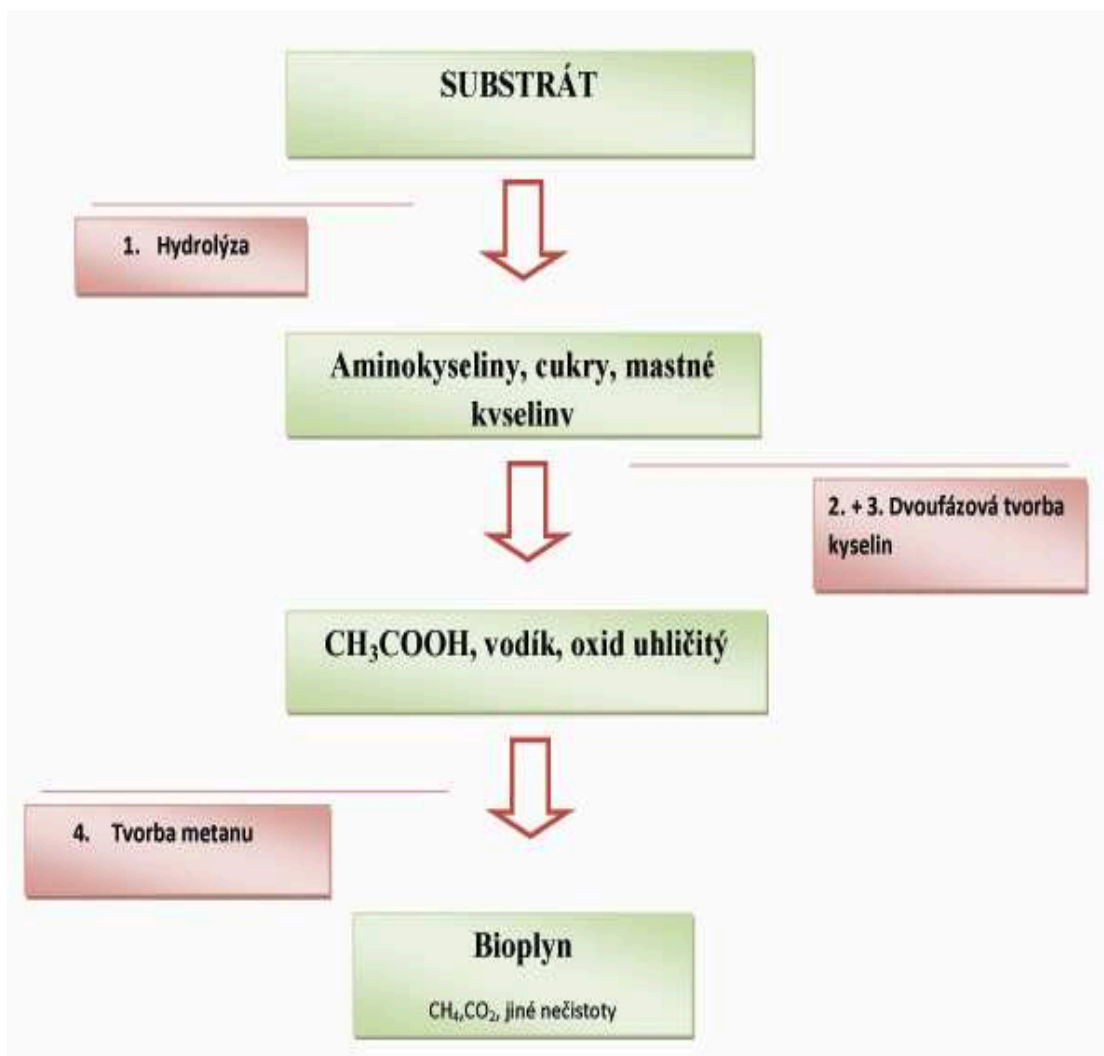 SUBSTRÁT
1. Hydrolýza
Aminokyseliny, cukry, mastné
kyseliny
2. + 3. Dvoufázová tvorba
kyselin
CH₃COOH, vodík, oxid uhličitý
4. Tvorba metanu
Bioplyn
CH₄,CO₂, jiné nečistoty